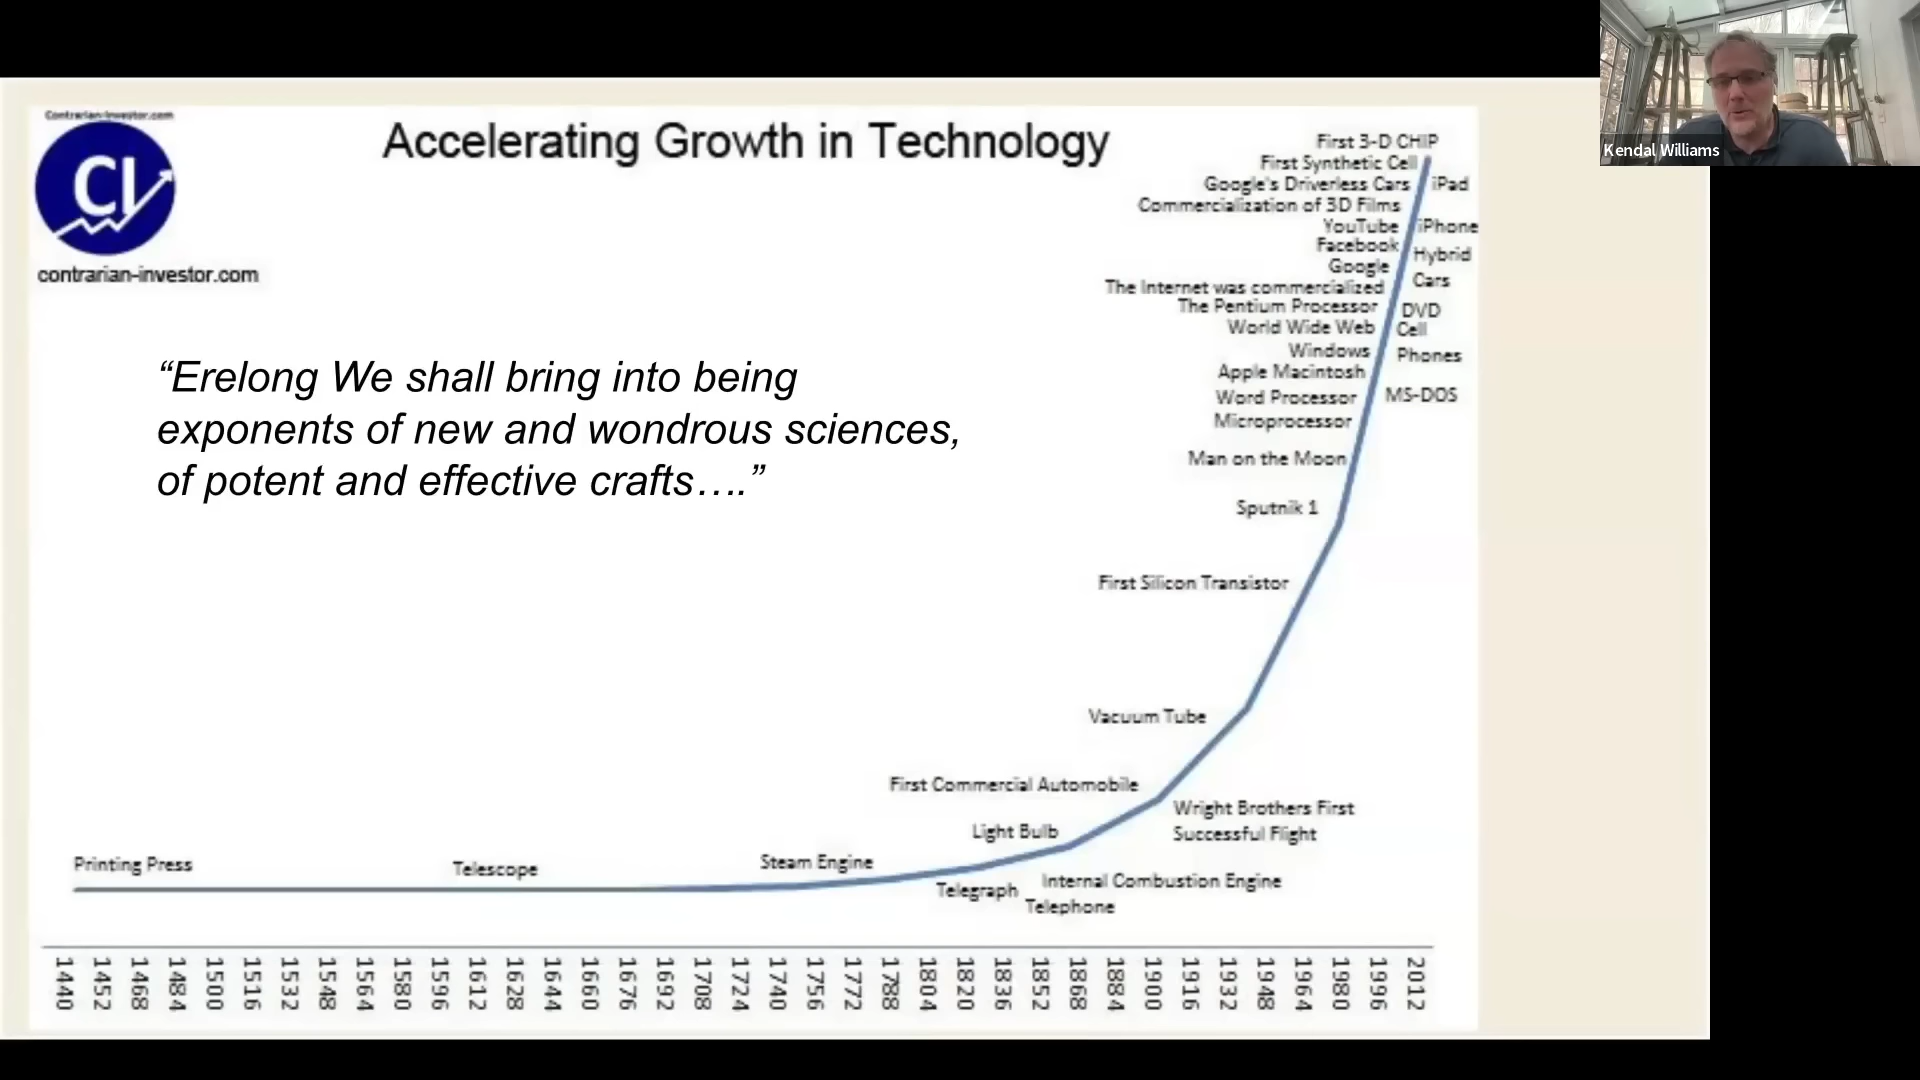 Contrarian-Investor.com
CI
contrarian-investor.com
Accelerating Growth in Technology
“Erelong We shall bring into being
exponents of new and wondrous sciences,
of potent and effective crafts….”
First 3-D CHIP
First Synthetic Cell
Google's Driverless Cars
iPad
Commercialization of 3D Films
YouTube
iPhone
Facebook
Hybrid
Cars
Google
The Internet was commercialized
The Pentium Processor
DVD
World Wide Web
Cell
Phones
Windows
Apple Macintosh
Word Processor
MS-DOS
Microprocessor
Man on the Moon
Sputnik 1
First Silicon Transistor
Vacuum Tube
First Commercial Automobile
Wright Brothers First
Successful Flight
Light Bulb
Printing Press
Telescope
Steam Engine
Telegraph
Internal Combustion Engine
Telephone
1440
1452
1468
1484
1500
1516
1532
1548
1564
1580
1596
1612
1628
1644
1660
1676
1692
1708
1724
1740
1756
1772
1788
1804
1820
1836
1852
1868
1884
1900
1916
1932
1948
1964
1980
1996
2012
Kendal Williams